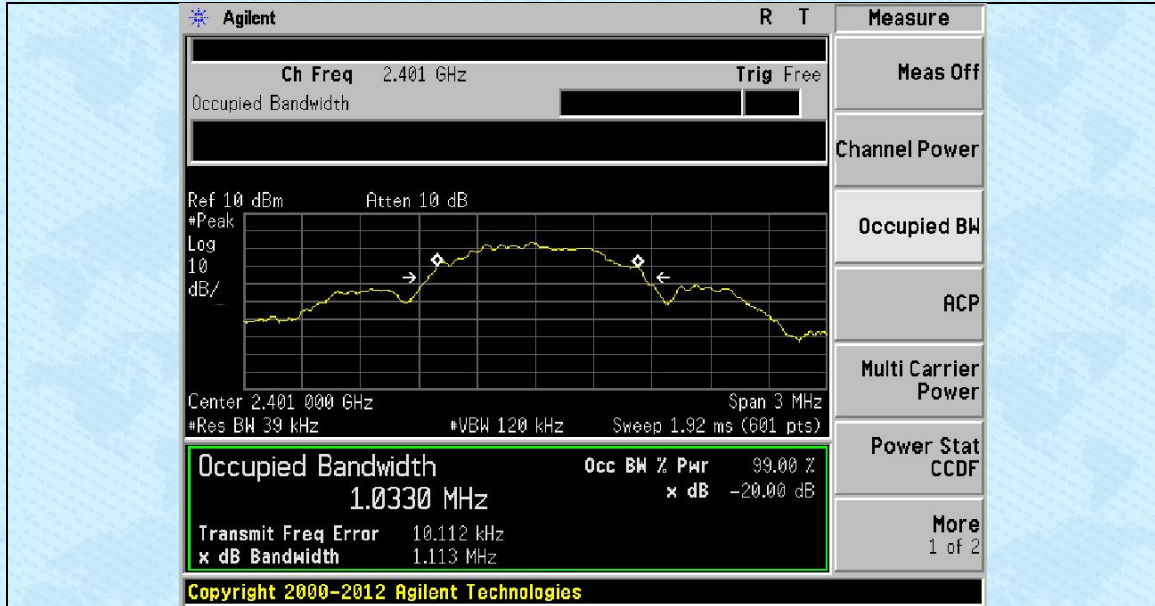 Agilent R T Measure
Ch Freq 2.401 GHz Trig Free
Occupied Bandwidth
Meas Off
Channel Power
Occupied BW
ACP
Multi Carrier
Power
Power Stat
CCDF
More
1 of 2
Ref 10 dBm Atten 10 dB
#Peak
Log
10
dB/
Center 2.401 000 GHz Span 3 MHz
#Res BW 39 kHz #VBW 120 kHz Sweep 1.92 ms (601 pts)
Occupied Bandwidth Occ BW % Pwr 99.00 %
1.0330 MHz x dB -20.00 dB
Transmit Freq Error 10.112 kHz
x dB Bandwidth 1.113 MHz
Copyright 2000-2012 Agilent Technologies